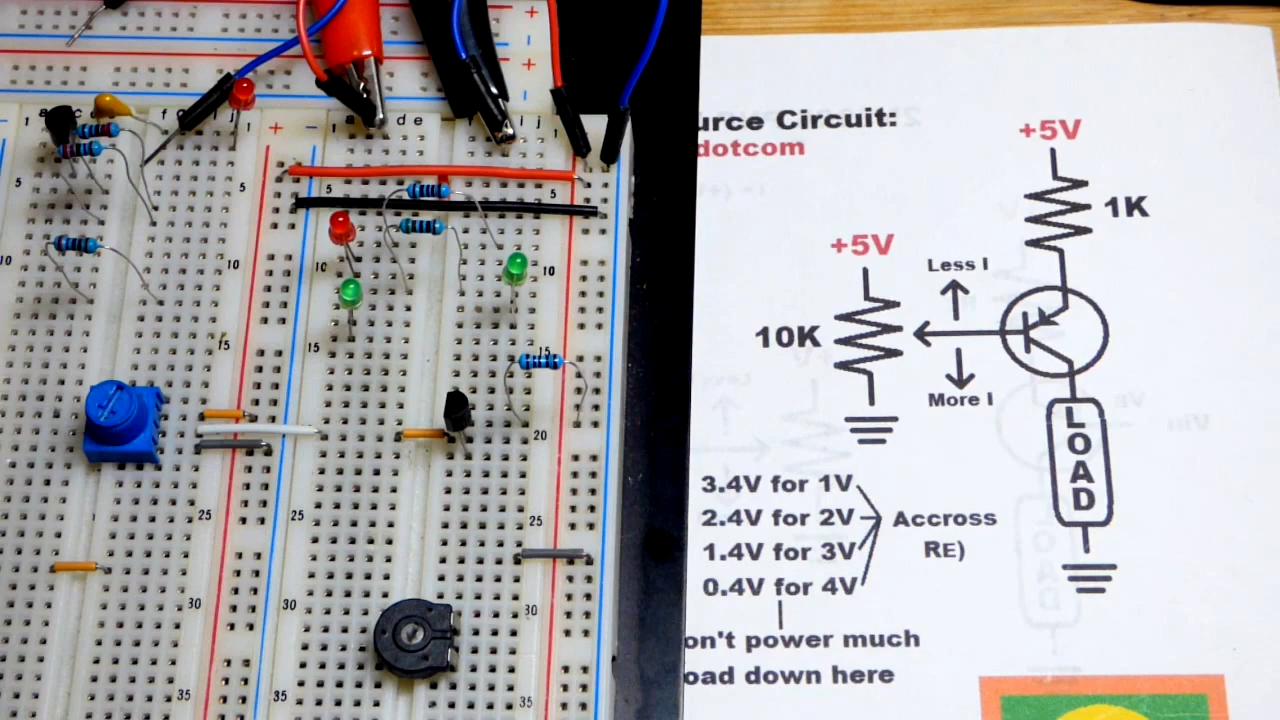 urce Circuit:
dotcom
+5V
1K
+5V
Less I
10K
More I
LOAD
3.4V for 1V
2.4V for 2V
1.4V for 3V
0.4V for 4V
Accross
RE)
on't power much
oad down here